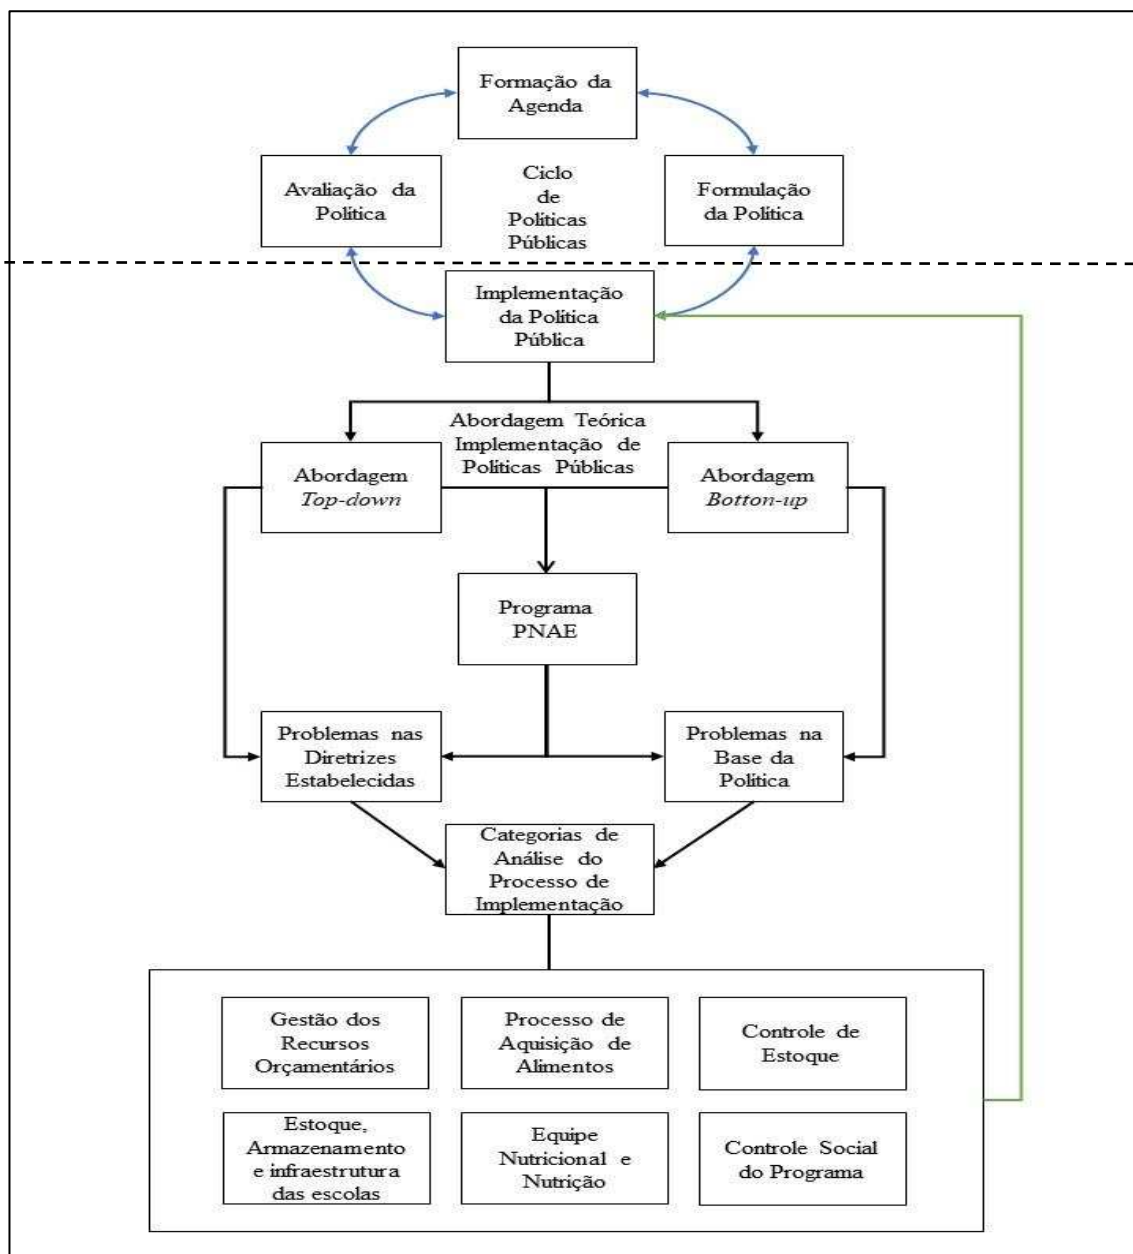 Formação da
Agenda
Avaliação da
Política
Ciclo
de
Políticas
Públicas
Formulação
da Política
Implementação
da Política
Pública
Abordagem Teórica
Implementação de
Políticas Públicas
Abordagem
Top-down
Abordagem
Botton-up
Programa
PNAE
Problemas nas
Diretrizes
Estabelecidas
Problemas na
Base da
Política
Categorias de
Análise do
Processo de
Implementação
Gestão dos
Recursos
Orçamentários
Processo de
Aquisição de
Alimentos
Controle de
Estoque
Estoque,
Armazenamento
e infraestrutura
das escolas
Equipe
Nutricional e
Nutrição
Controle Social
do Programa